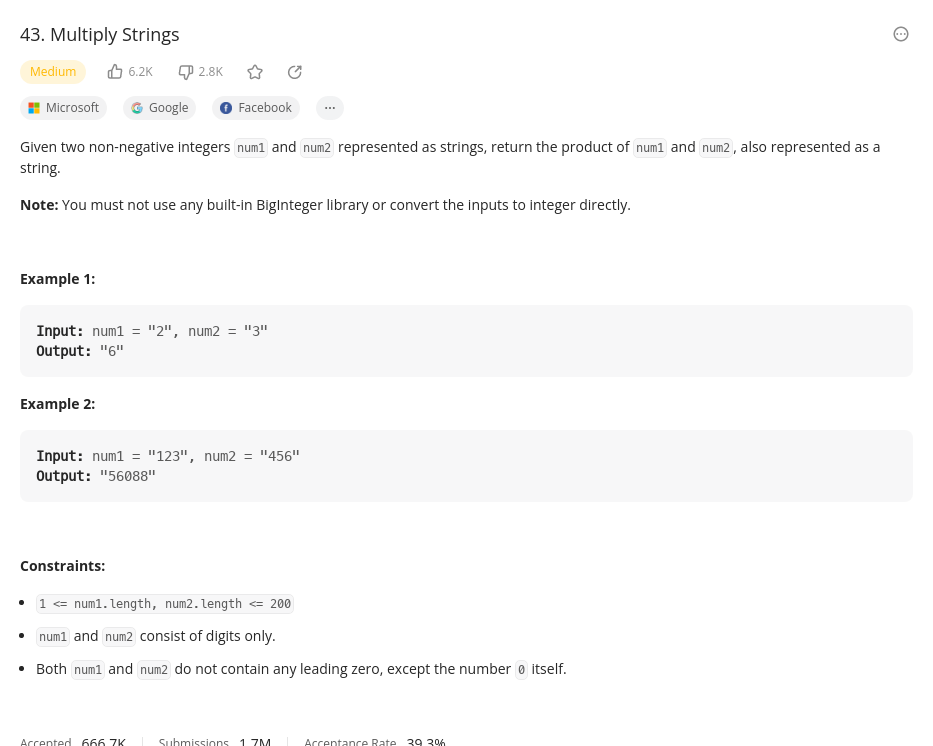 43. Multiply Strings
Medium 6.2K 2.8K
Microsoft Google Facebook ...
Given two non-negative integers num1 and num2 represented as strings, return the product of num1 and num2, also represented as a
string.
Note: You must not use any built-in BigInteger library or convert the inputs to integer directly.
Example 1:
Input: num1 = "2", num2 = "3"
Output: "6"
Example 2:
Input: num1 = "123", num2 = "456"
Output: "56088"
Constraints:
1 <= num1.length, num2.length <= 200
num1 and num2 consist of digits only.
Both num1 and num2 do not contain any leading zero, except the number 0 itself.
Accepted 666.7K Submissions 1.7M Acceptance Rate 39.3%